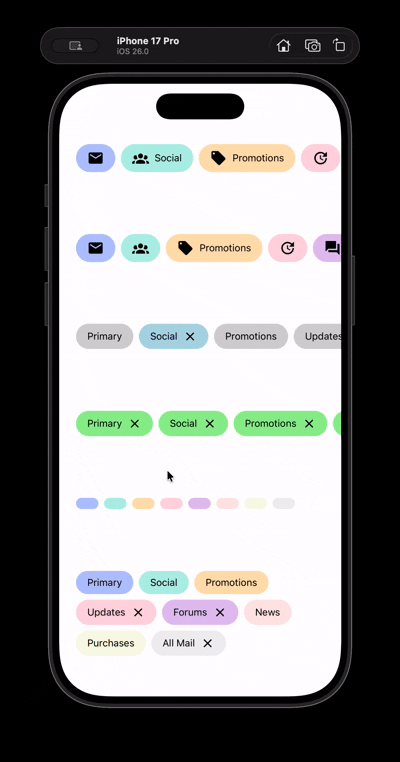 iPhone 17 Pro
iOS 26.0
Social Promotions
Promotions
Primary Social Promotions Updates
Primary Social Promotions
Primary Social Promotions
Updates Forums News
Purchases All Mail